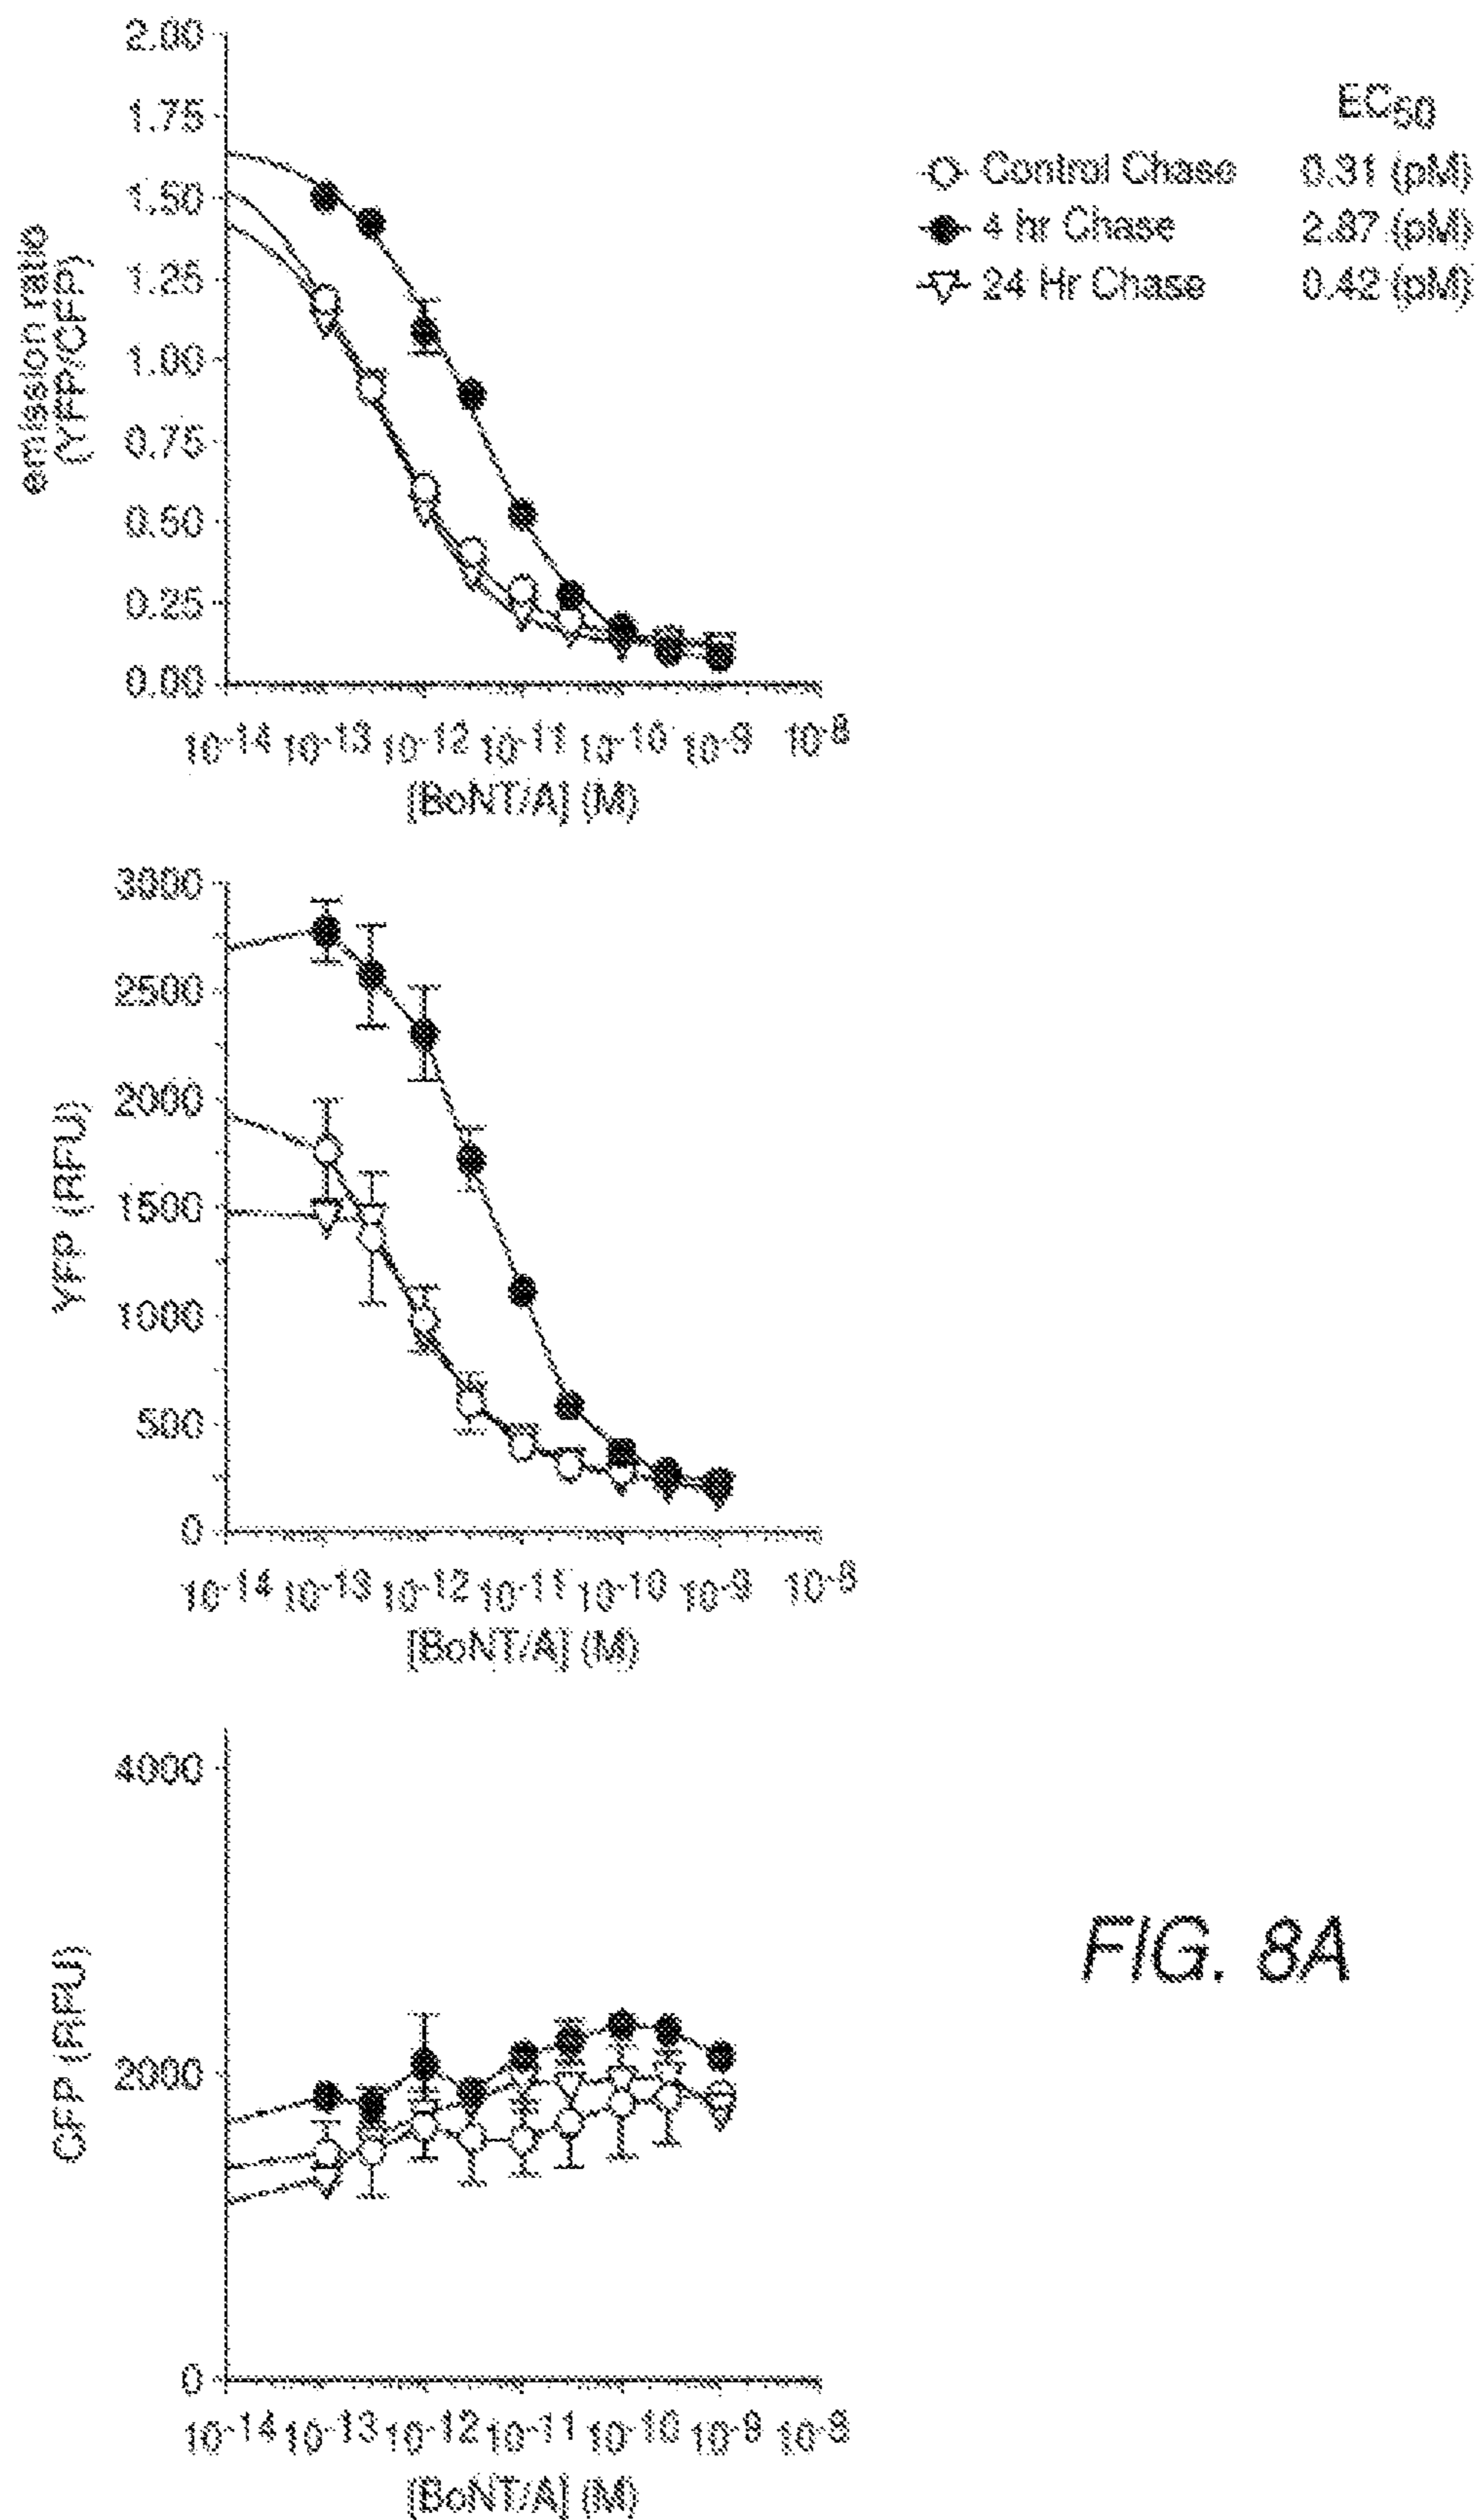 2.00
1.75
1.50
1.25
1.00
0.75
0.50
0.25
0.00
emission ratio
(YFP/CFP)
10-14 10-13 10-12 10-11 10-10 10-9 10-8
[BoNT/A] (M)
EC50
Control Chase 0.31 (pM)
4 hr Chase 2.87 (pM)
24 Hr Chase 0.42 (pM)
3000
2500
2000
1500
1000
500
0
YFP (RFU)
10-14 10-13 10-12 10-11 10-10 10-9 10-8
[BoNT/A] (M)
4000
2000
0
CFP (RFU)
10-14 10-13 10-12 10-11 10-10 10-9 10-8
[BoNT/A] (M)
FIG. 8A